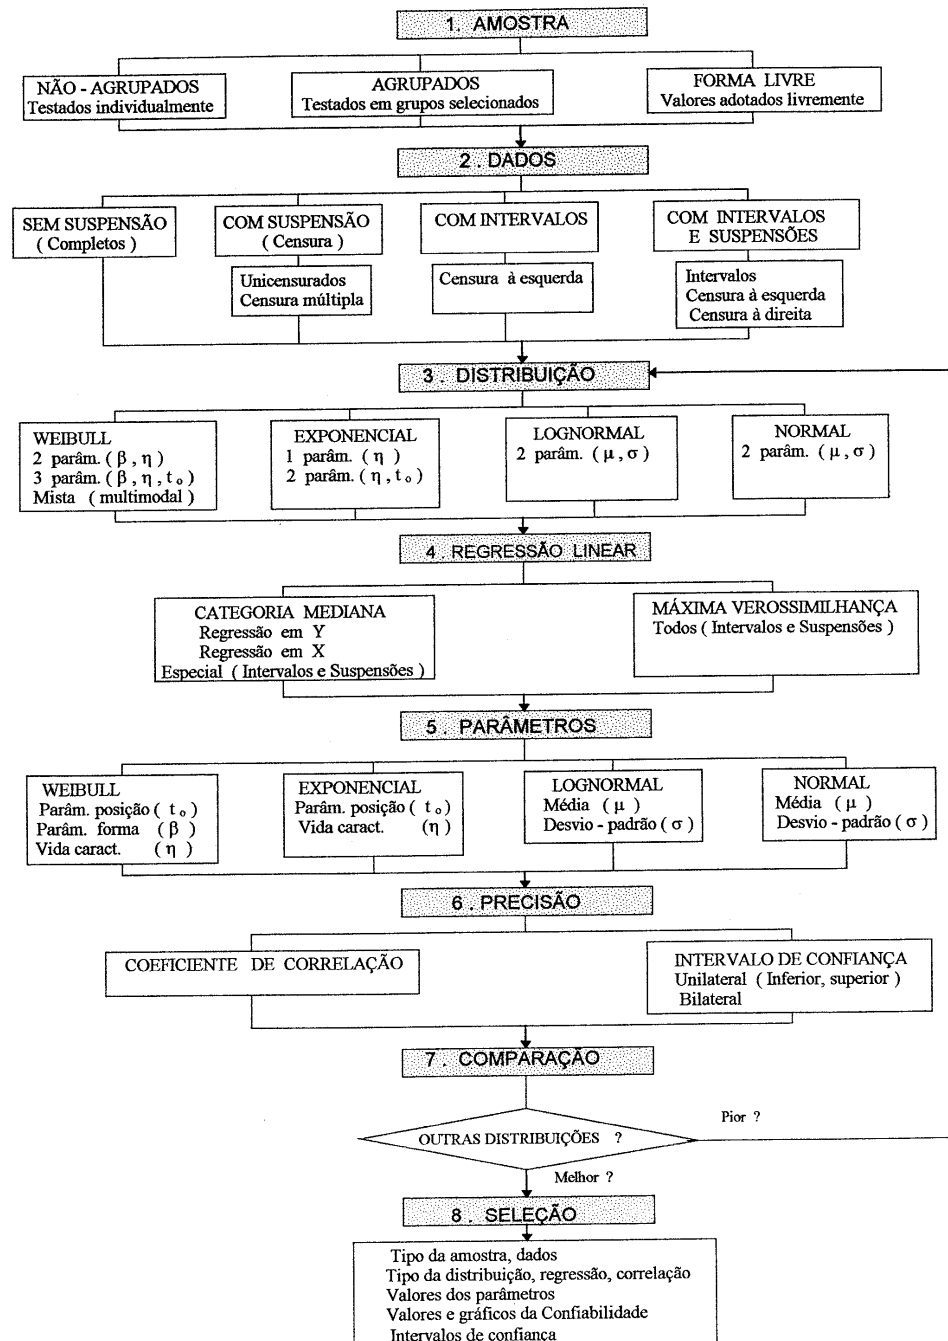 1. AMOSTRA
NÃO - AGRUPADOS
Testados individualmente
AGRUPADOS
Testados em grupos selecionados
FORMA LIVRE
Valores adotados livremente
2 . DADOS
SEM SUSPENSÃO
( Completos )
COM SUSPENSÃO
( Censura )
Unicensurados
Censura múltipla
COM INTERVALOS
Censura à esquerda
COM INTERVALOS
E SUSPENSÕES
Intervalos
Censura à esquerda
Censura à direita
3 . DISTRIBUIÇÃO
WEIBULL
2 parâm. ( β , η )
3 parâm. ( β , η , t₀ )
Mista ( multimodal )
EXPONENCIAL
1 parâm. ( η )
2 parâm. ( η , t₀ )
LOGNORMAL
2 parâm. ( μ , σ )
NORMAL
2 parâm. ( μ , σ )
4 . REGRESSÃO LINEAR
CATEGORIA MEDIANA
Regressão em Y
Regressão em X
Especial ( Intervalos e Suspensões )
MÁXIMA VEROSSIMILHANÇA
Todos ( Intervalos e Suspensões )
5 . PARÂMETROS
WEIBULL
Parâm. posição ( t₀ )
Parâm. forma ( β )
Vida caract. ( η )
EXPONENCIAL
Parâm. posição ( t₀ )
Vida caract. ( η )
LOGNORMAL
Média ( μ )
Desvio - padrão ( σ )
NORMAL
Média ( μ )
Desvio - padrão ( σ )
6 . PRECISÃO
COEFICIENTE DE CORRELAÇÃO
INTERVALO DE CONFIANÇA
Unilateral ( Inferior, superior )
Bilateral
7 . COMPARAÇÃO
OUTRAS DISTRIBUIÇÕES ?
Pior ?
Melhor ?
8 . SELEÇÃO
Tipo da amostra, dados
Tipo da distribuição, regressão, correlação
Valores dos parâmetros
Valores e gráficos da Confiabilidade
Intervalos de confiança